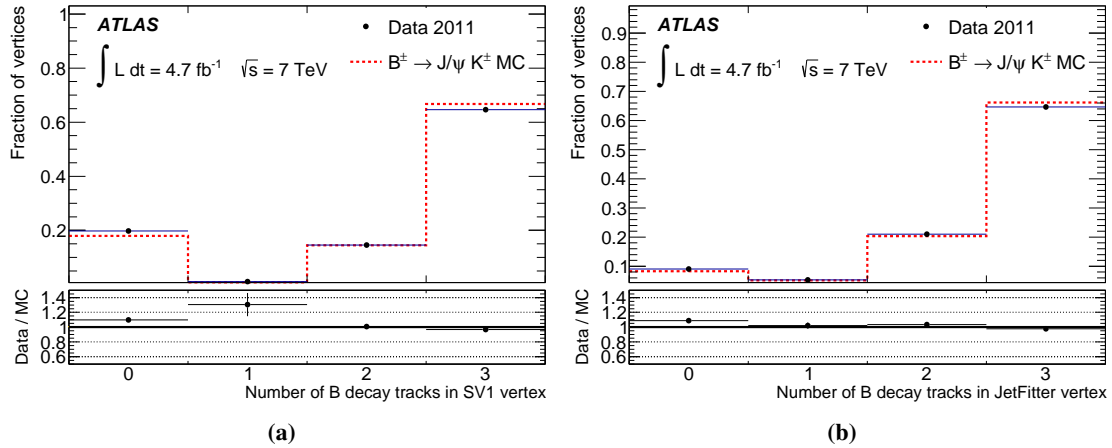 ATLAS
∫ L dt = 4.7 fb⁻¹ √s = 7 TeV
Data 2011
B± → J/ψ K± MC
Fraction of vertices
1
0.8
0.6
0.4
0.2
Data / MC
1.4
1.2
1
0.8
0.6
0 1 2 3
Number of B decay tracks in SV1 vertex
(a)
ATLAS
∫ L dt = 4.7 fb⁻¹ √s = 7 TeV
Data 2011
B± → J/ψ K± MC
Fraction of vertices
0.9
0.8
0.7
0.6
0.5
0.4
0.3
0.2
0.1
Data / MC
1.4
1.2
1
0.8
0.6
0 1 2 3
Number of B decay tracks in JetFitter vertex
(b)